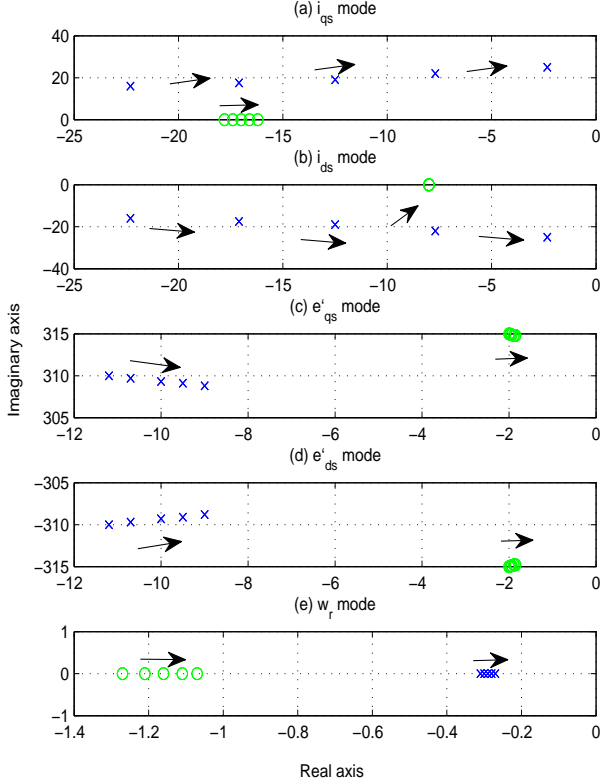 (a) i_qs mode
40
20
0
−25 −20 −15 −10 −5 0
(b) i_ds mode
0
−20
−40
−25 −20 −15 −10 −5 0
(c) e‘_qs mode
315
310
305
−12 −10 −8 −6 −4 −2 0
(d) e‘_ds mode
−305
−310
−315
−12 −10 −8 −6 −4 −2 0
(e) w_r mode
1
0
−1
−1.4 −1.2 −1 −0.8 −0.6 −0.4 −0.2 0
Real axis
Imaginary axis